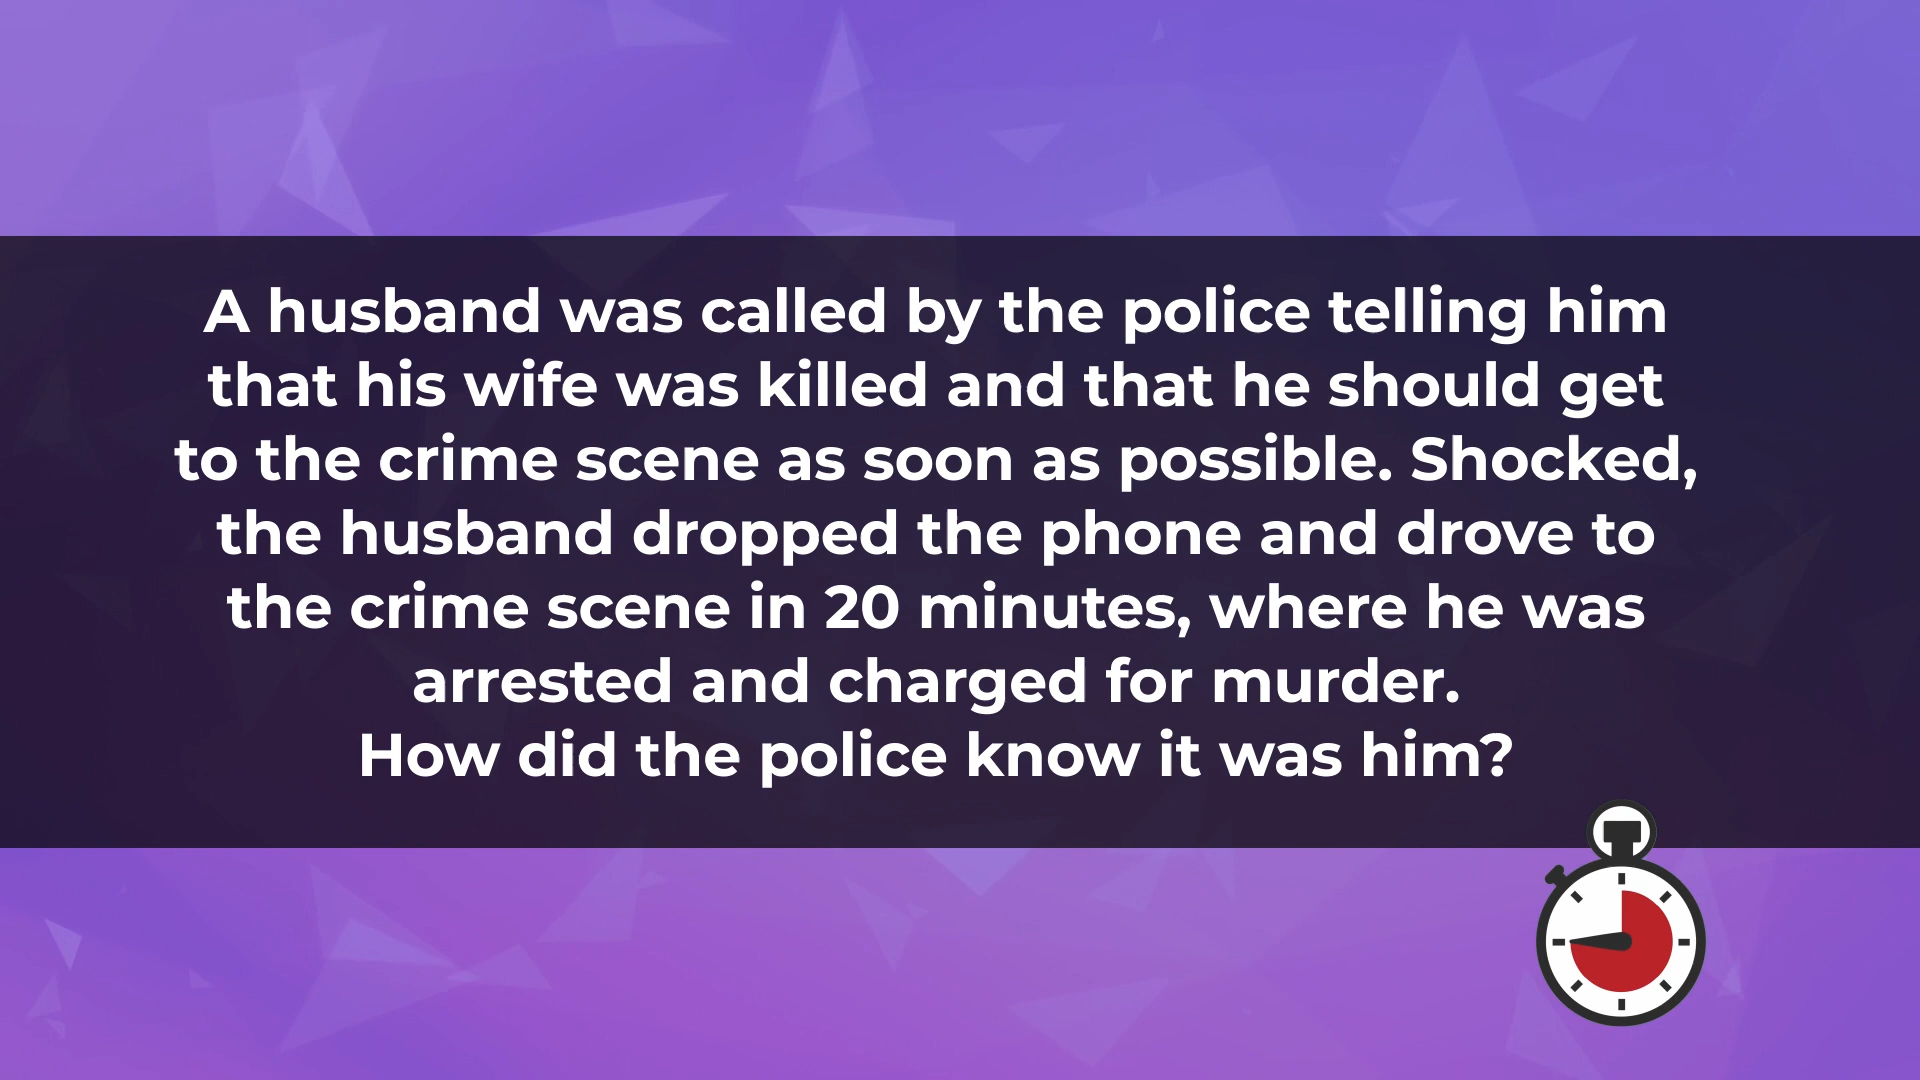 A husband was called by the police telling him
that his wife was killed and that he should get
to the crime scene as soon as possible. Shocked,
the husband dropped the phone and drove to
the crime scene in 20 minutes, where he was
arrested and charged for murder.
How did the police know it was him?